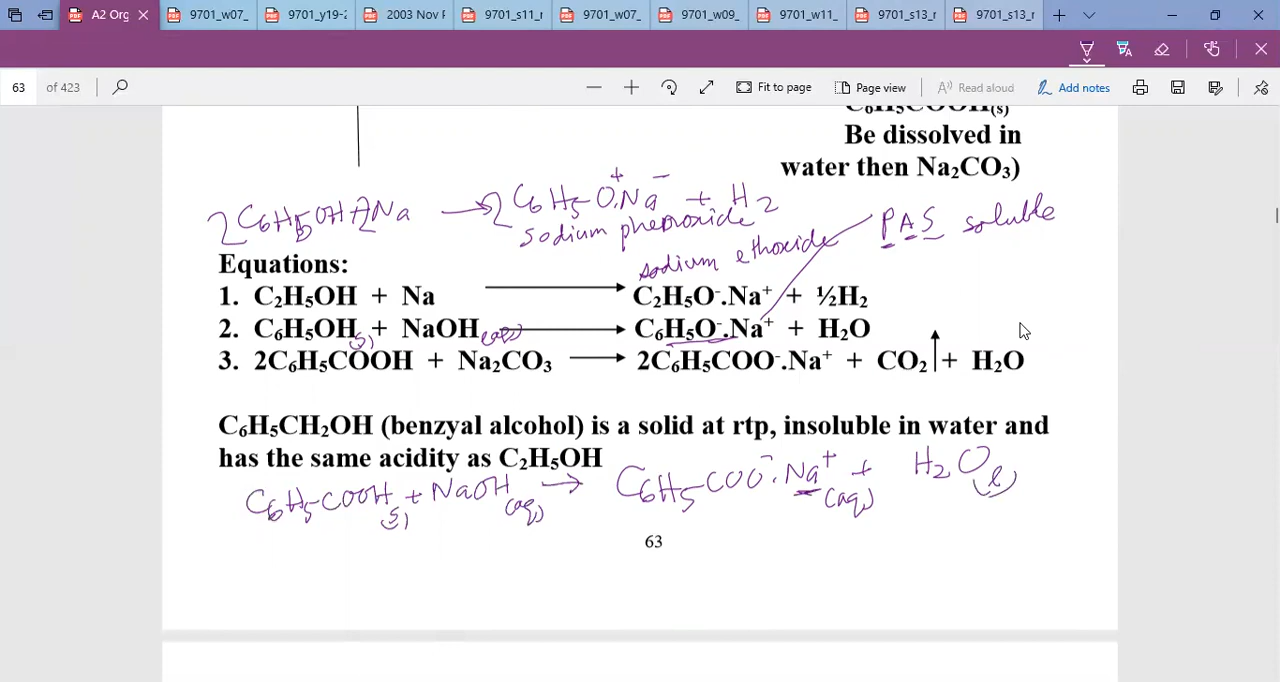 A2 Org
9701_w07_
9701_y19-2
2003 Nov F
9701_s11_r
9701_w07_
9701_w09_
9701_w11_
9701_s13_r
9701_s13_r
63 of 423
Fit to page
Page view
Read aloud
Add notes
C₆H₅COOH(s)
Be dissolved in
water then Na₂CO₃)
2C₆H₅OH + 2Na → 2C₆H₅O⁺.Na⁻ + H₂
sodium phenoxide
sodium ethoxide
PAS soluble
Equations:
1. C₂H₅OH + Na → C₂H₅O⁻.Na⁺ + ½H₂
2. C₆H₅OH(s) + NaOH(aq) → C₆H₅O⁻.Na⁺ + H₂O
3. 2C₆H₅COOH + Na₂CO₃ → 2C₆H₅COO⁻.Na⁺ + CO₂↑ + H₂O
C₆H₅CH₂OH (benzyal alcohol) is a solid at rtp, insoluble in water and
has the same acidity as C₂H₅OH
C₆H₅COOH(s) + NaOH(aq) → C₆H₅COO⁻.Na⁺(aq) + H₂O(l)
63